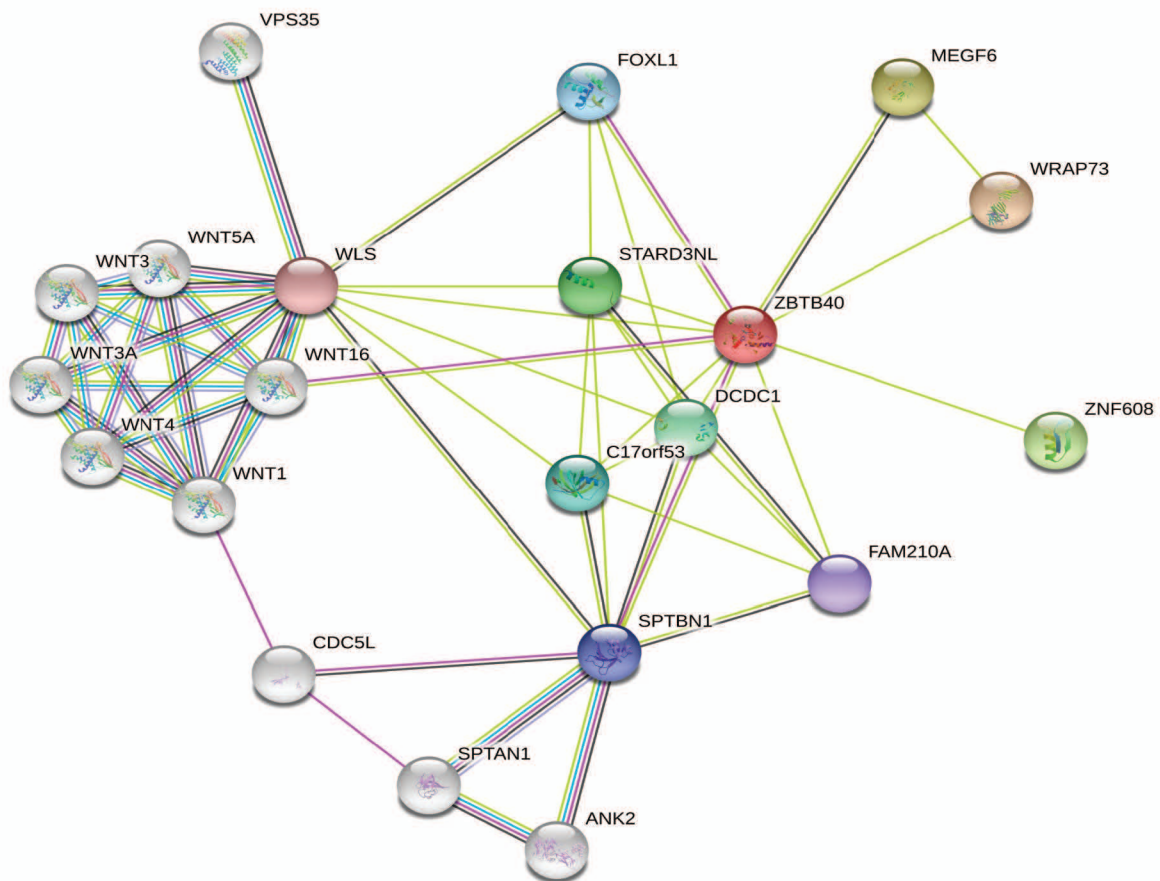 VPS35
FOXL1
MEGF6
WRAP73
WNT5A
WNT3
WLS
STARD3NL
ZBTB40
WNT3A
WNT16
DCDC1
ZNF608
WNT4
C17orf53
WNT1
FAM210A
SPTBN1
CDC5L
SPTAN1
ANK2